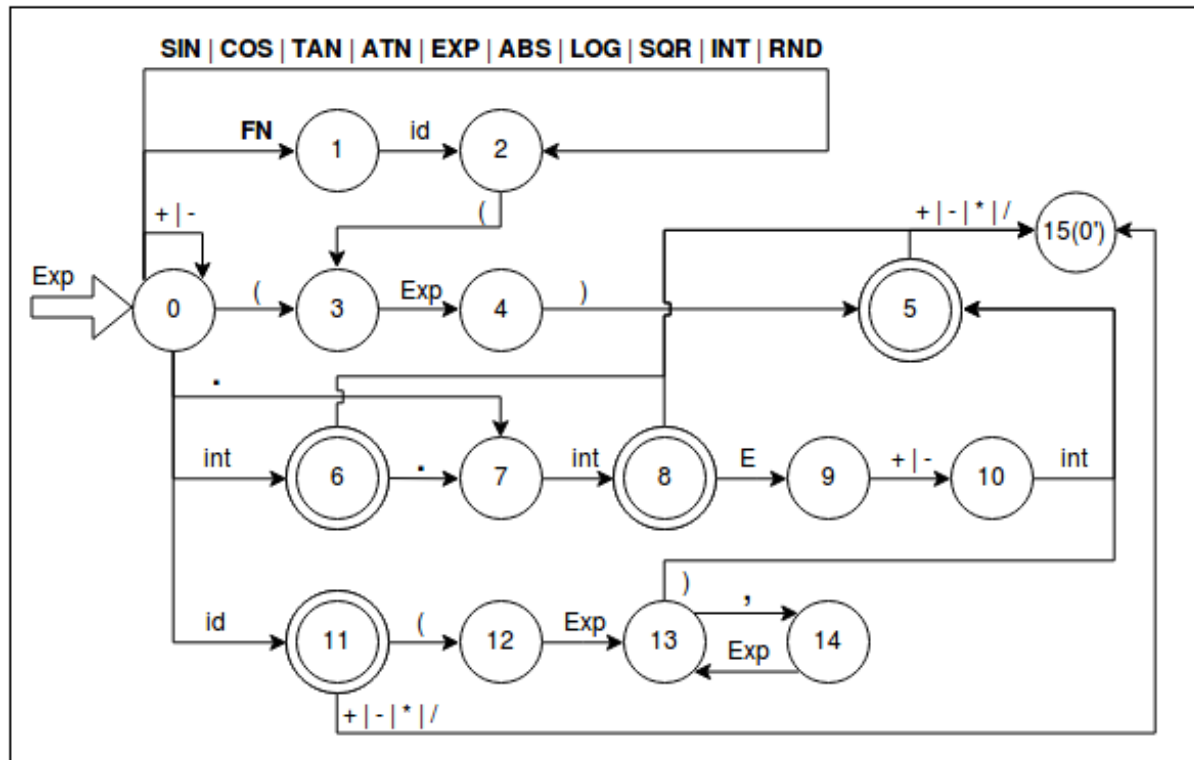 SIN | COS | TAN | ATN | EXP | ABS | LOG | SQR | INT | RND
FN 1 id 2
+ | - ( + | - | * | / 15(0')
Exp 0 ( 3 Exp 4 ) 5
.
int 6 . 7 int 8 E 9 + | - 10 int
) ,
id 11 ( 12 Exp 13 14
Exp
+ | - | * | /